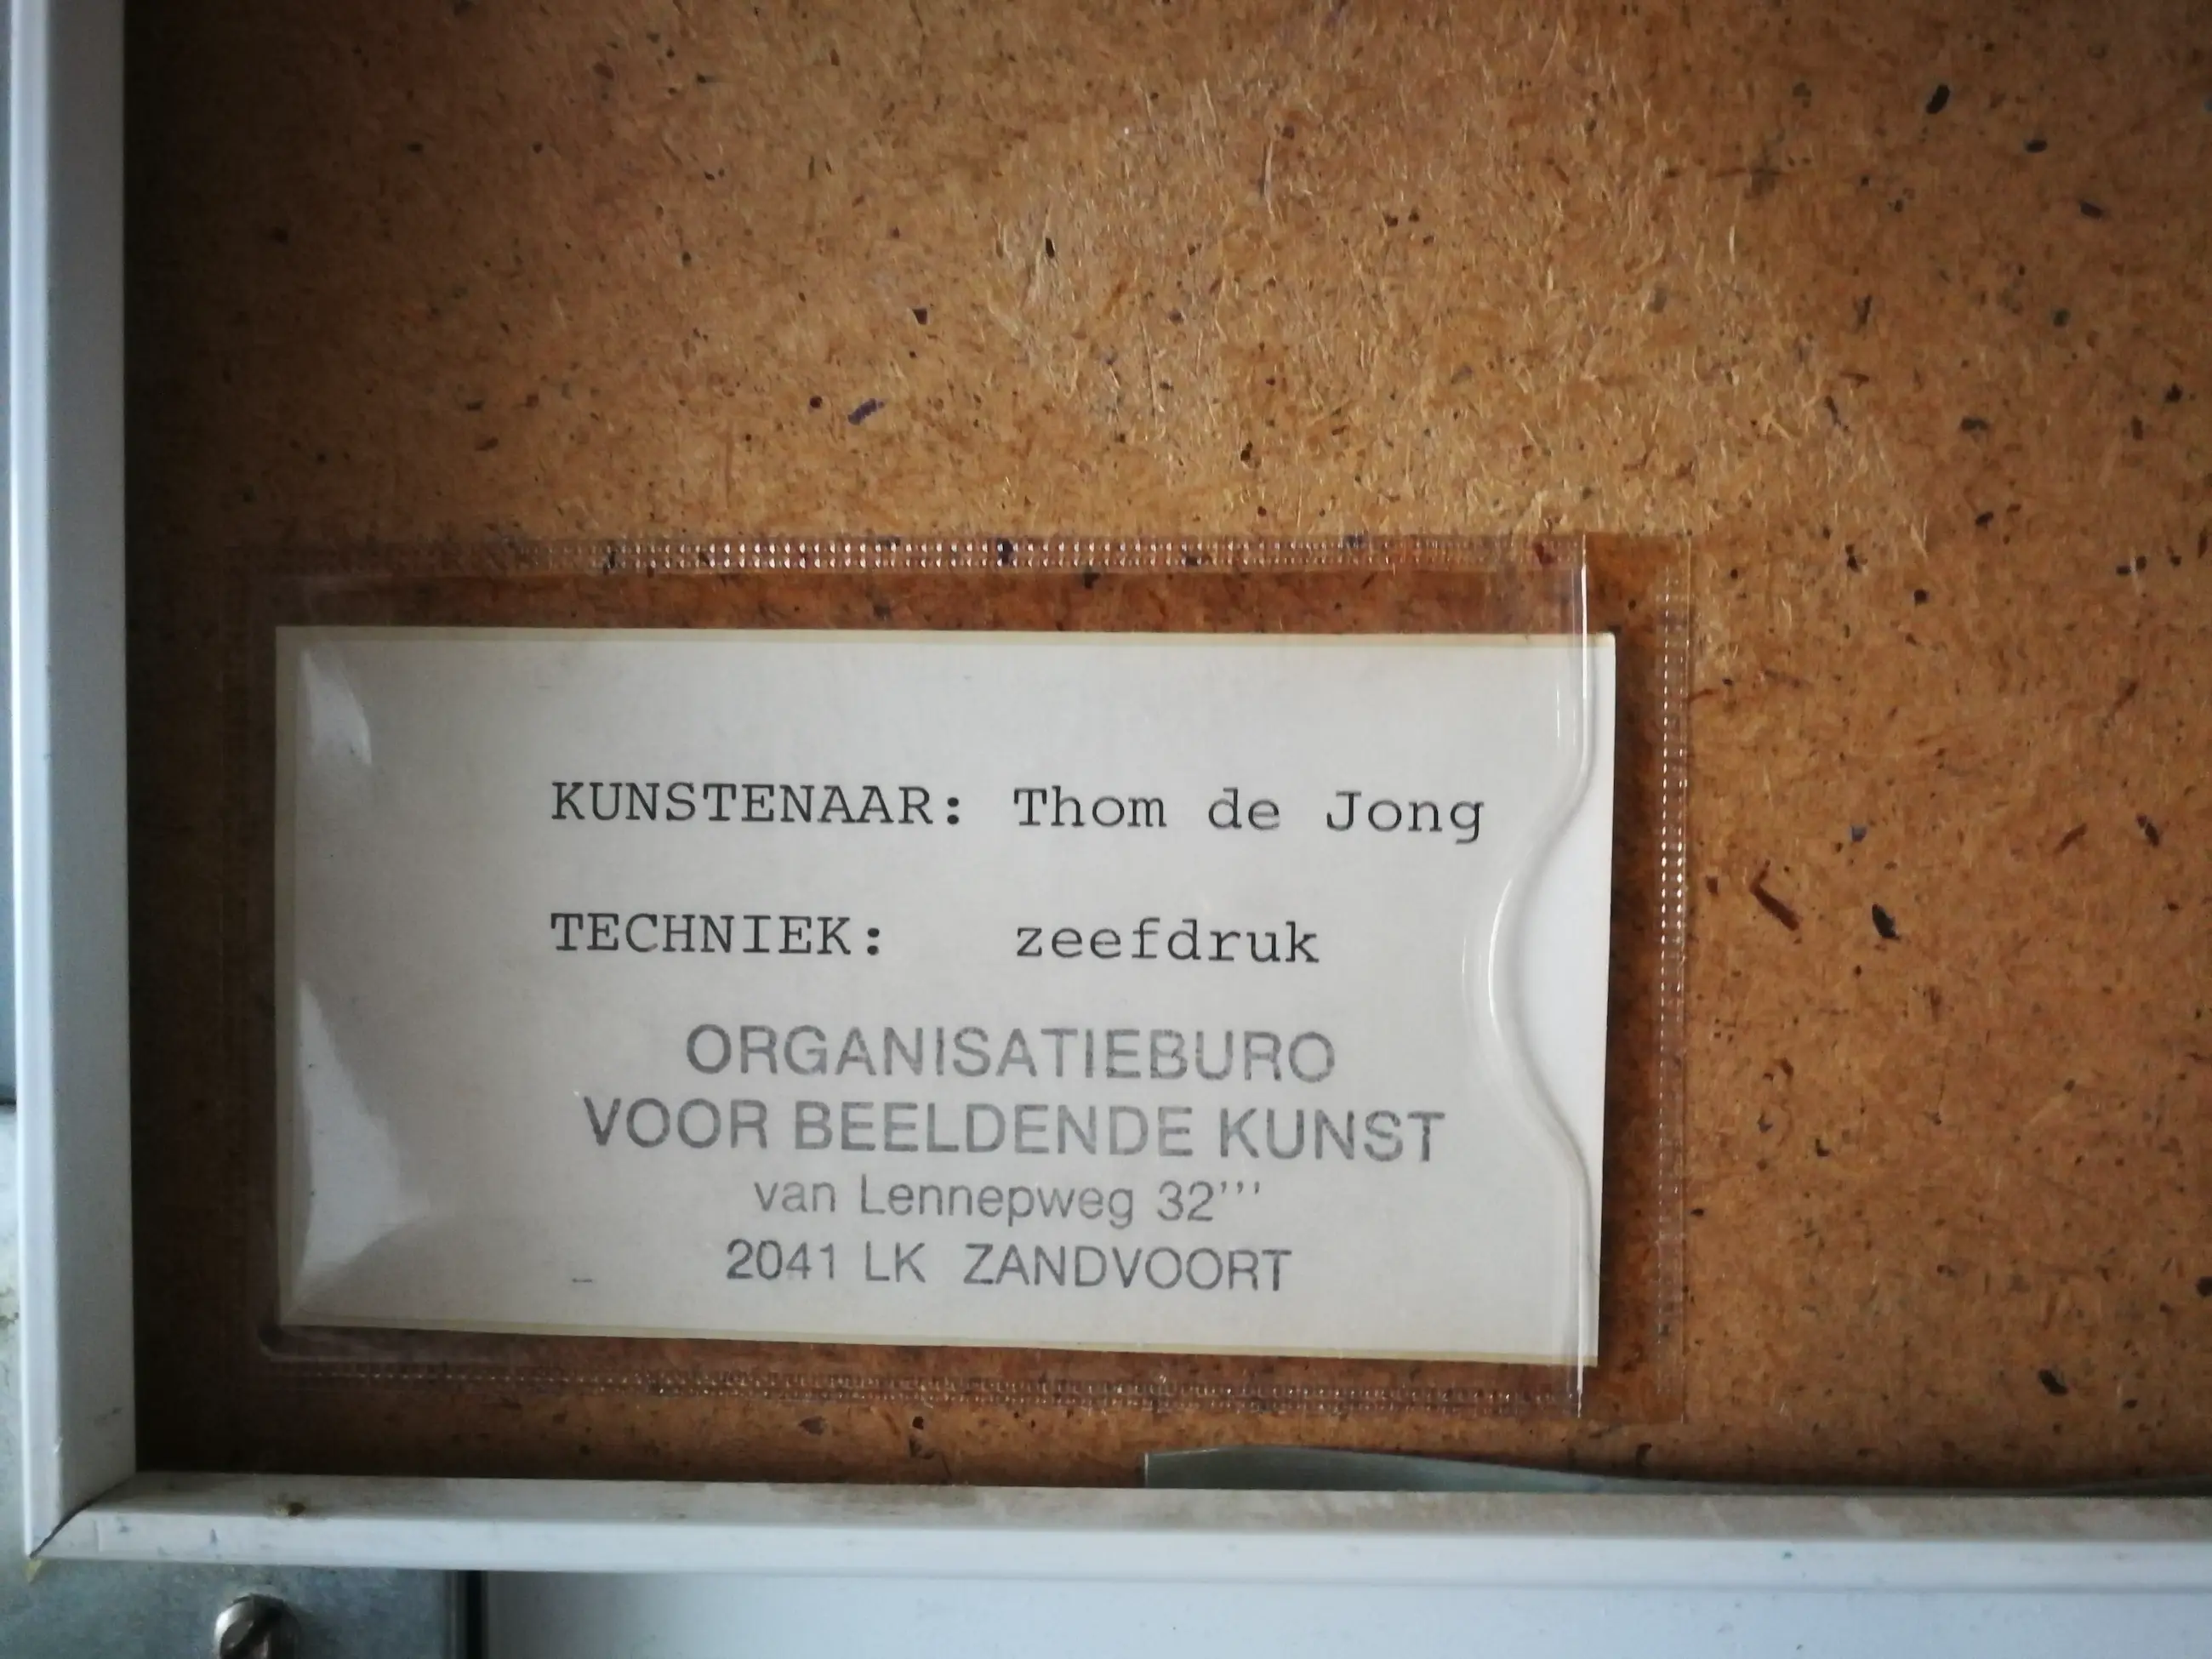 KUNSTENAAR: Thom de Jong
TECHNIEK: zeefdruk
ORGANISATIEBURO
VOOR BEELDENDE KUNST
van Lennepweg 32'''
2041 LK ZANDVOORT